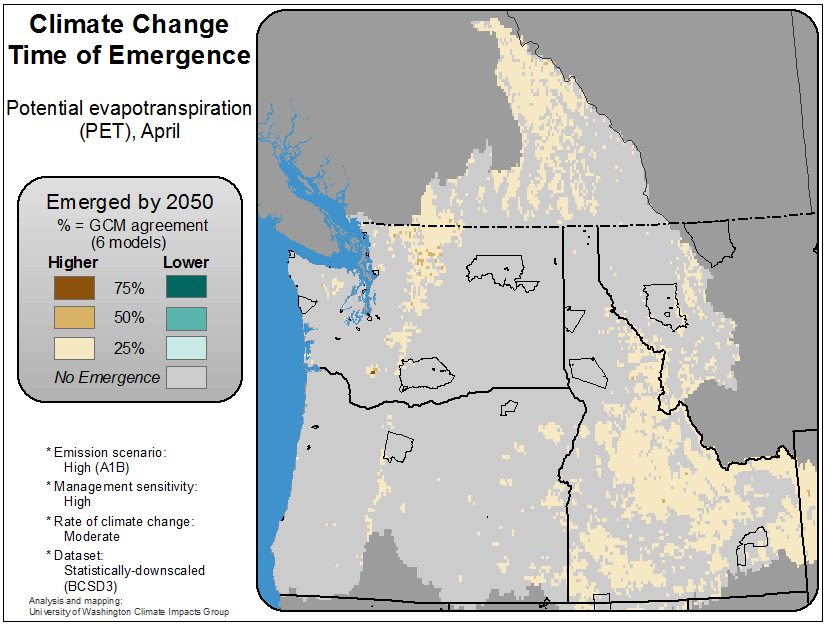 Climate Change
Time of Emergence
Potential evapotranspiration
(PET), April
Emerged by 2050
% = GCM agreement
(6 models)
Higher Lower
75%
50%
25%
No Emergence
* Emission scenario:
High (A1B)
* Management sensitivity:
High
* Rate of climate change:
Moderate
* Dataset:
Statistically-downscaled
(BCSD3)
Analysis and mapping:
University of Washington Climate Impacts Group